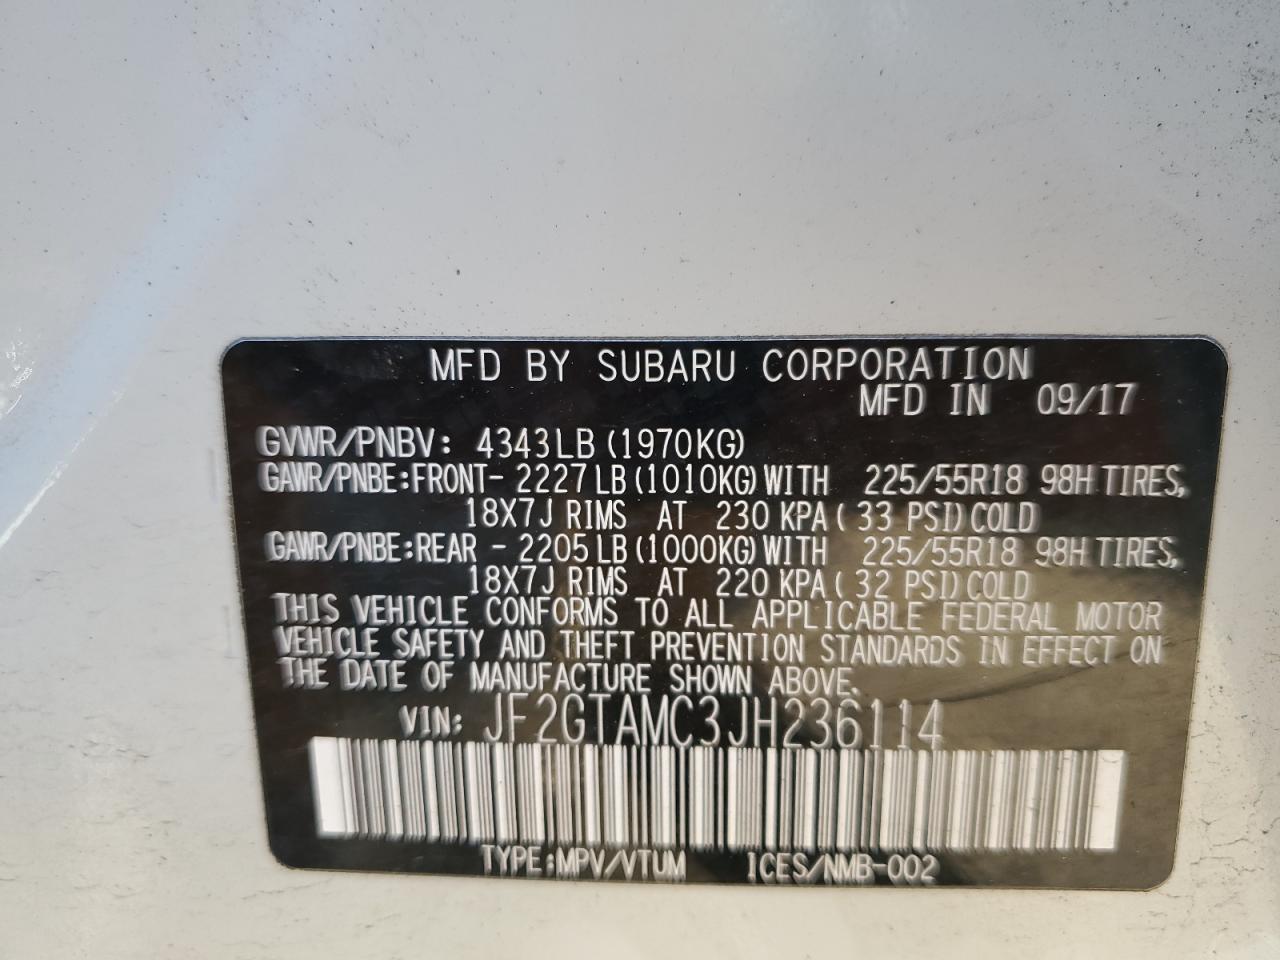 MFD BY SUBARU CORPORATION
MFD IN 09/17
GVWR/PNBV: 4343LB (1970KG)
GAWR/PNBE:FRONT- 2227LB (1010KG) WITH 225/55R18 98H TIRES,
18X7J RIMS AT 230 KPA ( 33 PSI) COLD
GAWR/PNBE:REAR - 2205LB (1000KG) WITH 225/55R18 98H TIRES,
18X7J RIMS AT 220 KPA ( 32 PSI) COLD
THIS VEHICLE CONFORMS TO ALL APPLICABLE FEDERAL MOTOR
VEHICLE SAFETY AND THEFT PREVENTION STANDARDS IN EFFECT ON
THE DATE OF MANUFACTURE SHOWN ABOVE.
VIN: JF2GTAMC3JH236114
TYPE:MPV/VTUM ICES/NMB-002